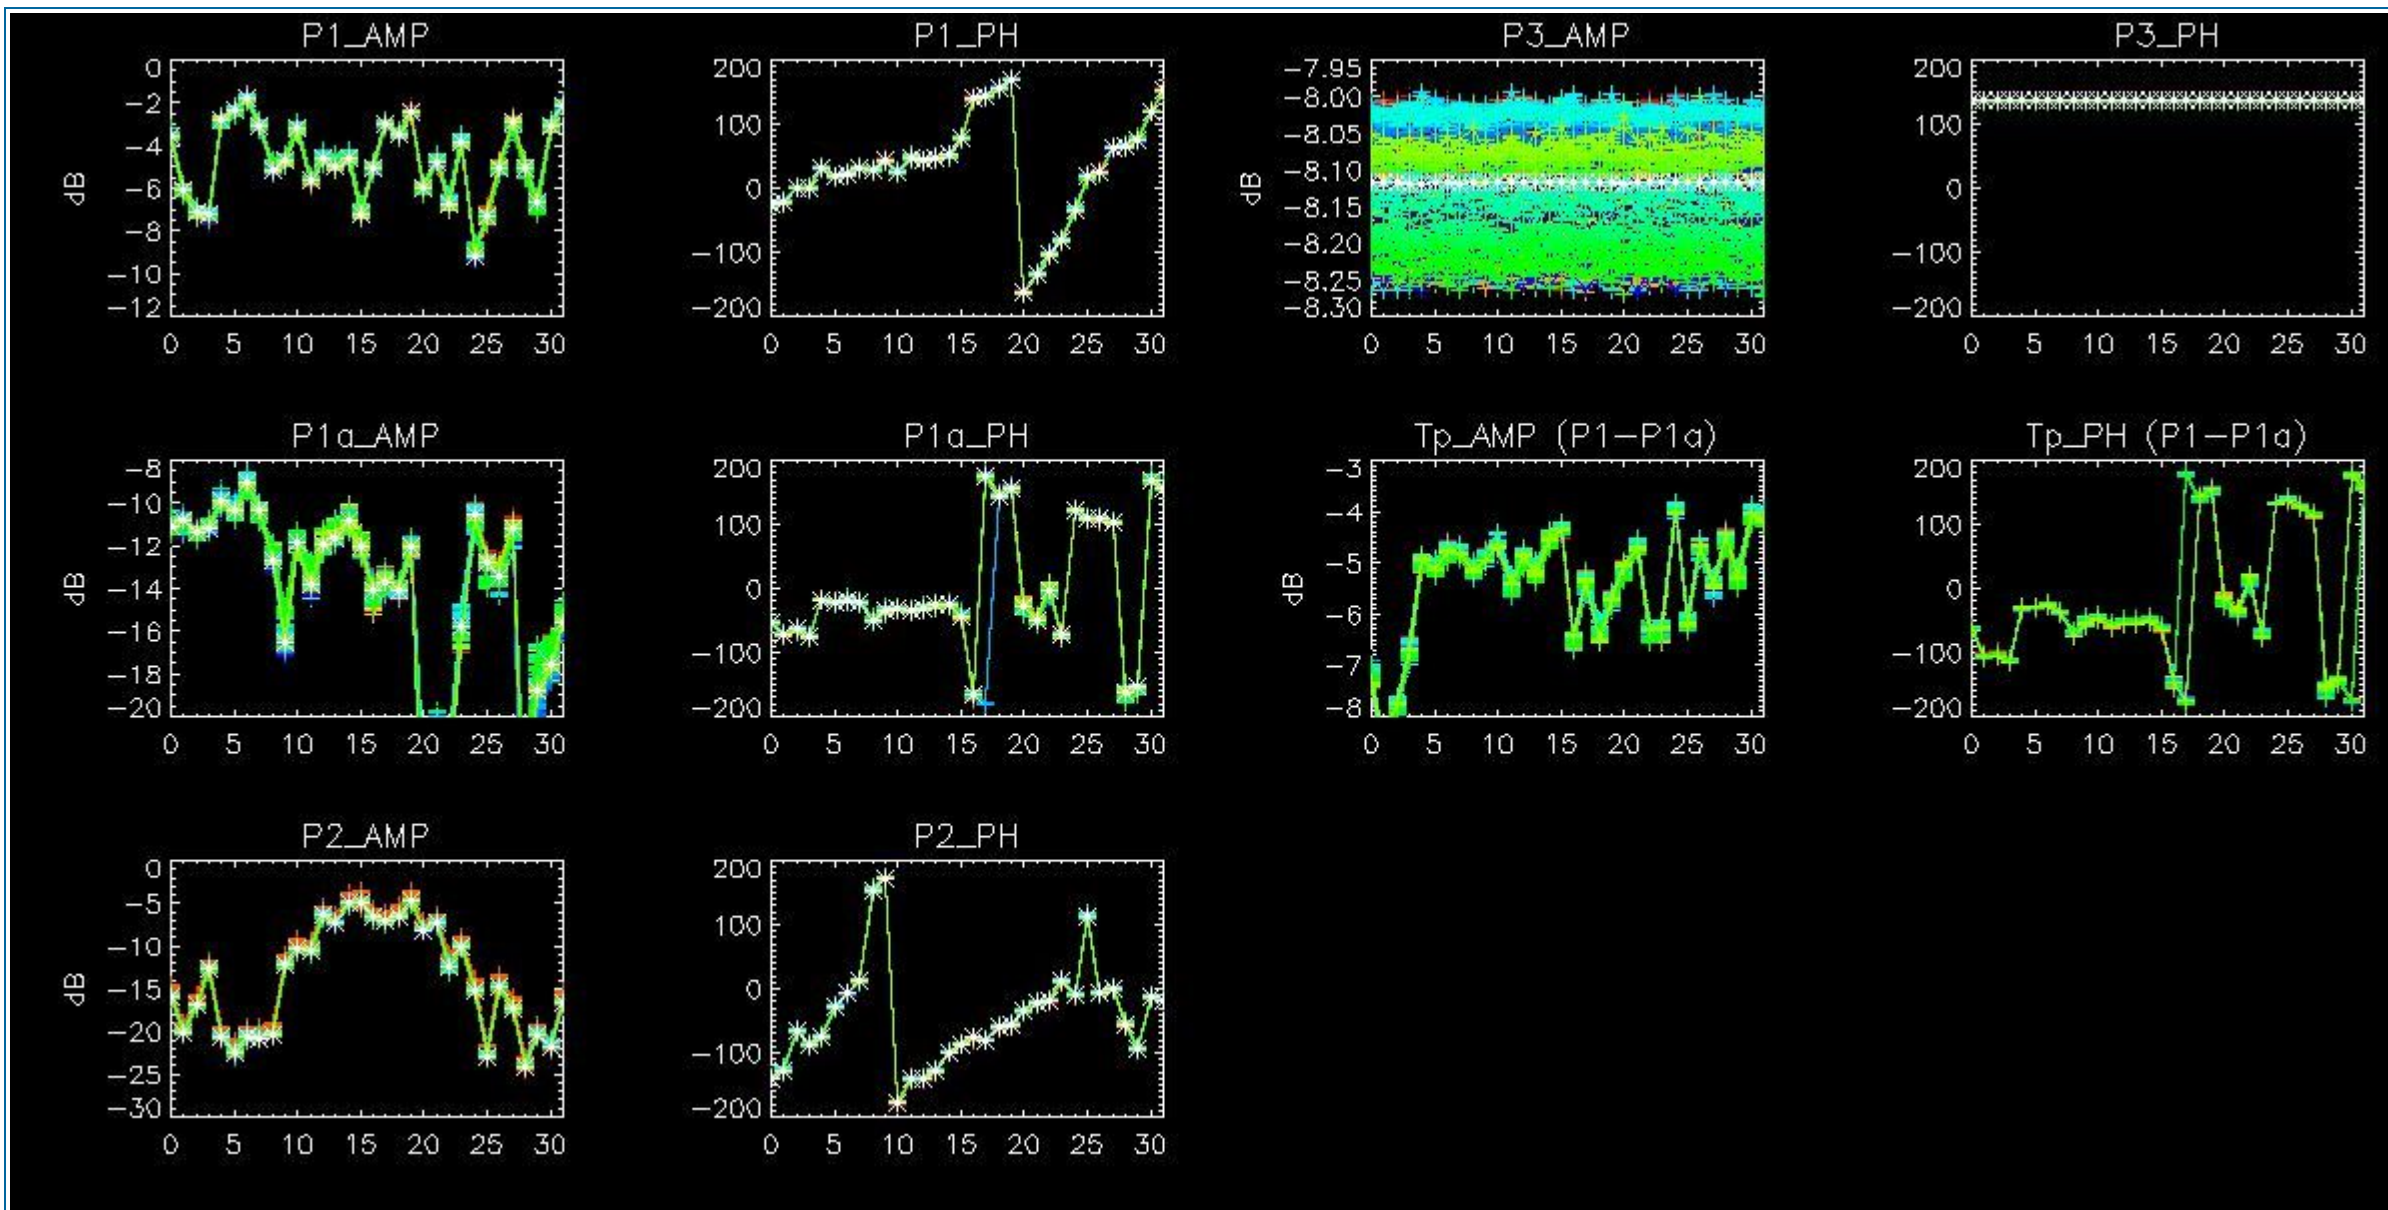 P1_AMP
0
−2
−4
−6
−8
−10
−12
dB
0 5 10 15 20 25 30
P1_PH
200
100
0
−100
−200
0 5 10 15 20 25 30
P3_AMP
−7.95
−8.00
−8.05
−8.10
−8.15
−8.20
−8.25
−8.30
dB
0 5 10 15 20 25 30
P3_PH
200
100
0
−100
−200
0 5 10 15 20 25 30
P1a_AMP
−8
−10
−12
−14
−16
−18
−20
dB
0 5 10 15 20 25 30
P1a_PH
200
100
0
−100
−200
0 5 10 15 20 25 30
Tp_AMP (P1−P1a)
−3
−4
−5
−6
−7
−8
dB
0 5 10 15 20 25 30
Tp_PH (P1−P1a)
200
100
0
−100
−200
0 5 10 15 20 25 30
P2_AMP
0
−5
−10
−15
−20
−25
−30
dB
0 5 10 15 20 25 30
P2_PH
200
100
0
−100
−200
0 5 10 15 20 25 30